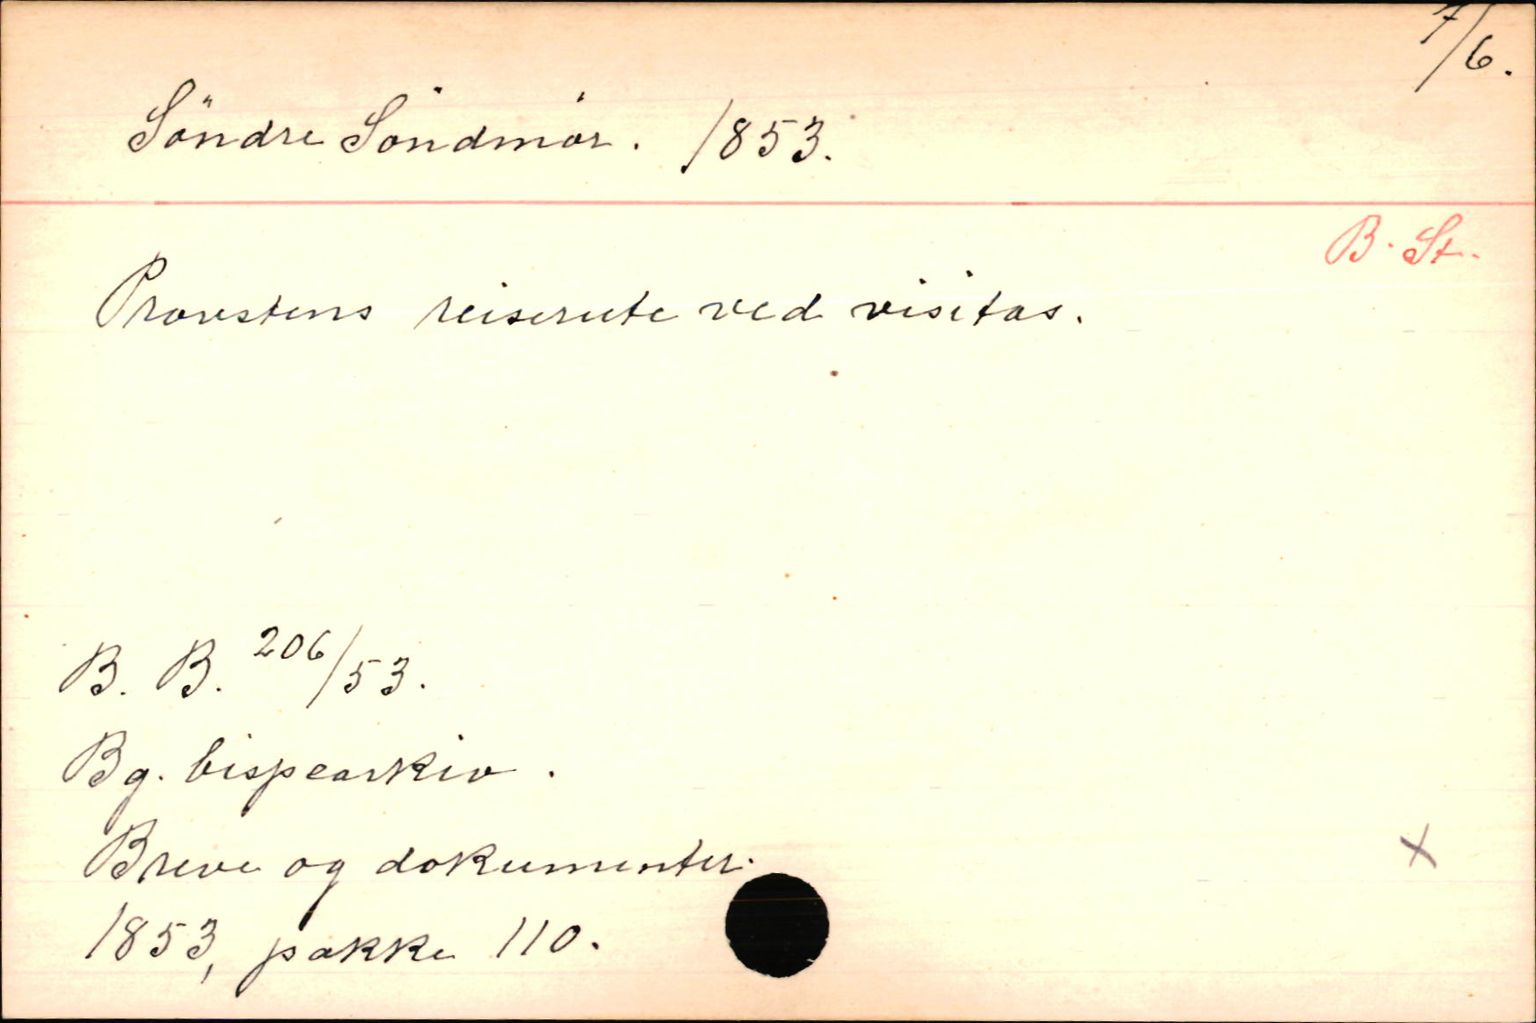 7/6.
Söndre Söndmör. 1853.
B. St.
Provstens reiserute ved visitas.
B. B. 206/53.
Bg. bispearkiv.
Breve og dokumenter.
1853, pakke 110.
X